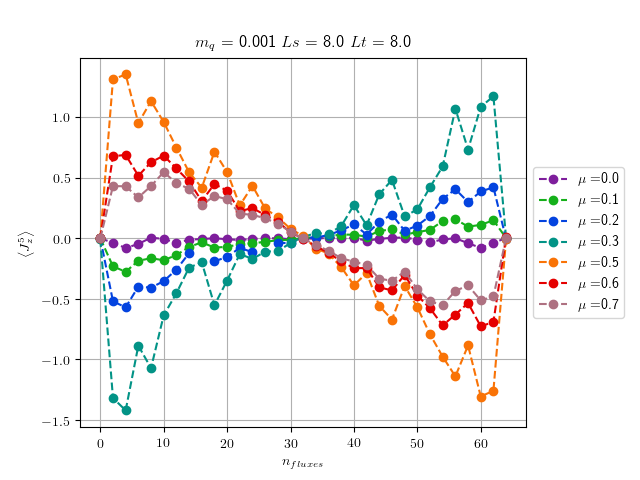 m_q = 0.001 Ls = 8.0 Lt = 8.0
1.0
0.5
0.0
−0.5
−1.0
−1.5
⟨J_z^5⟩
0 10 20 30 40 50 60
n_{fluxes}
μ =0.0
μ =0.1
μ =0.2
μ =0.3
μ =0.5
μ =0.6
μ =0.7